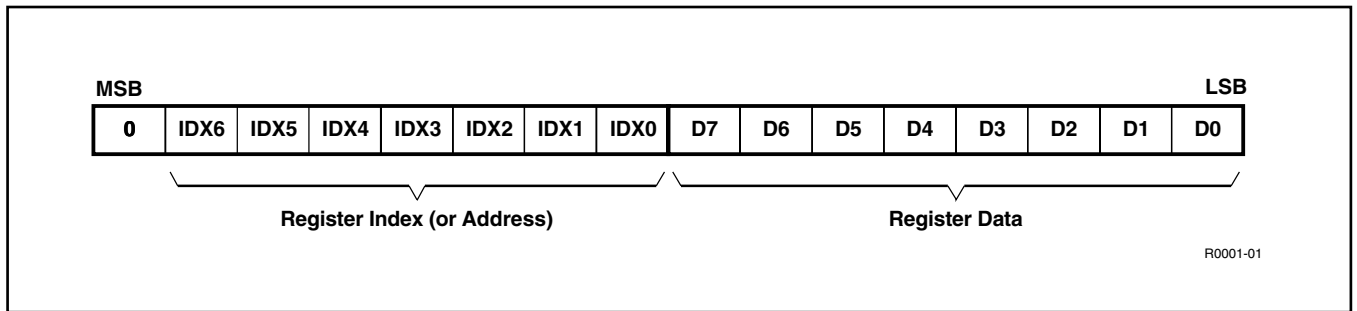 MSB LSB
0 IDX6 IDX5 IDX4 IDX3 IDX2 IDX1 IDX0 D7 D6 D5 D4 D3 D2 D1 D0
Register Index (or Address) Register Data
R0001-01